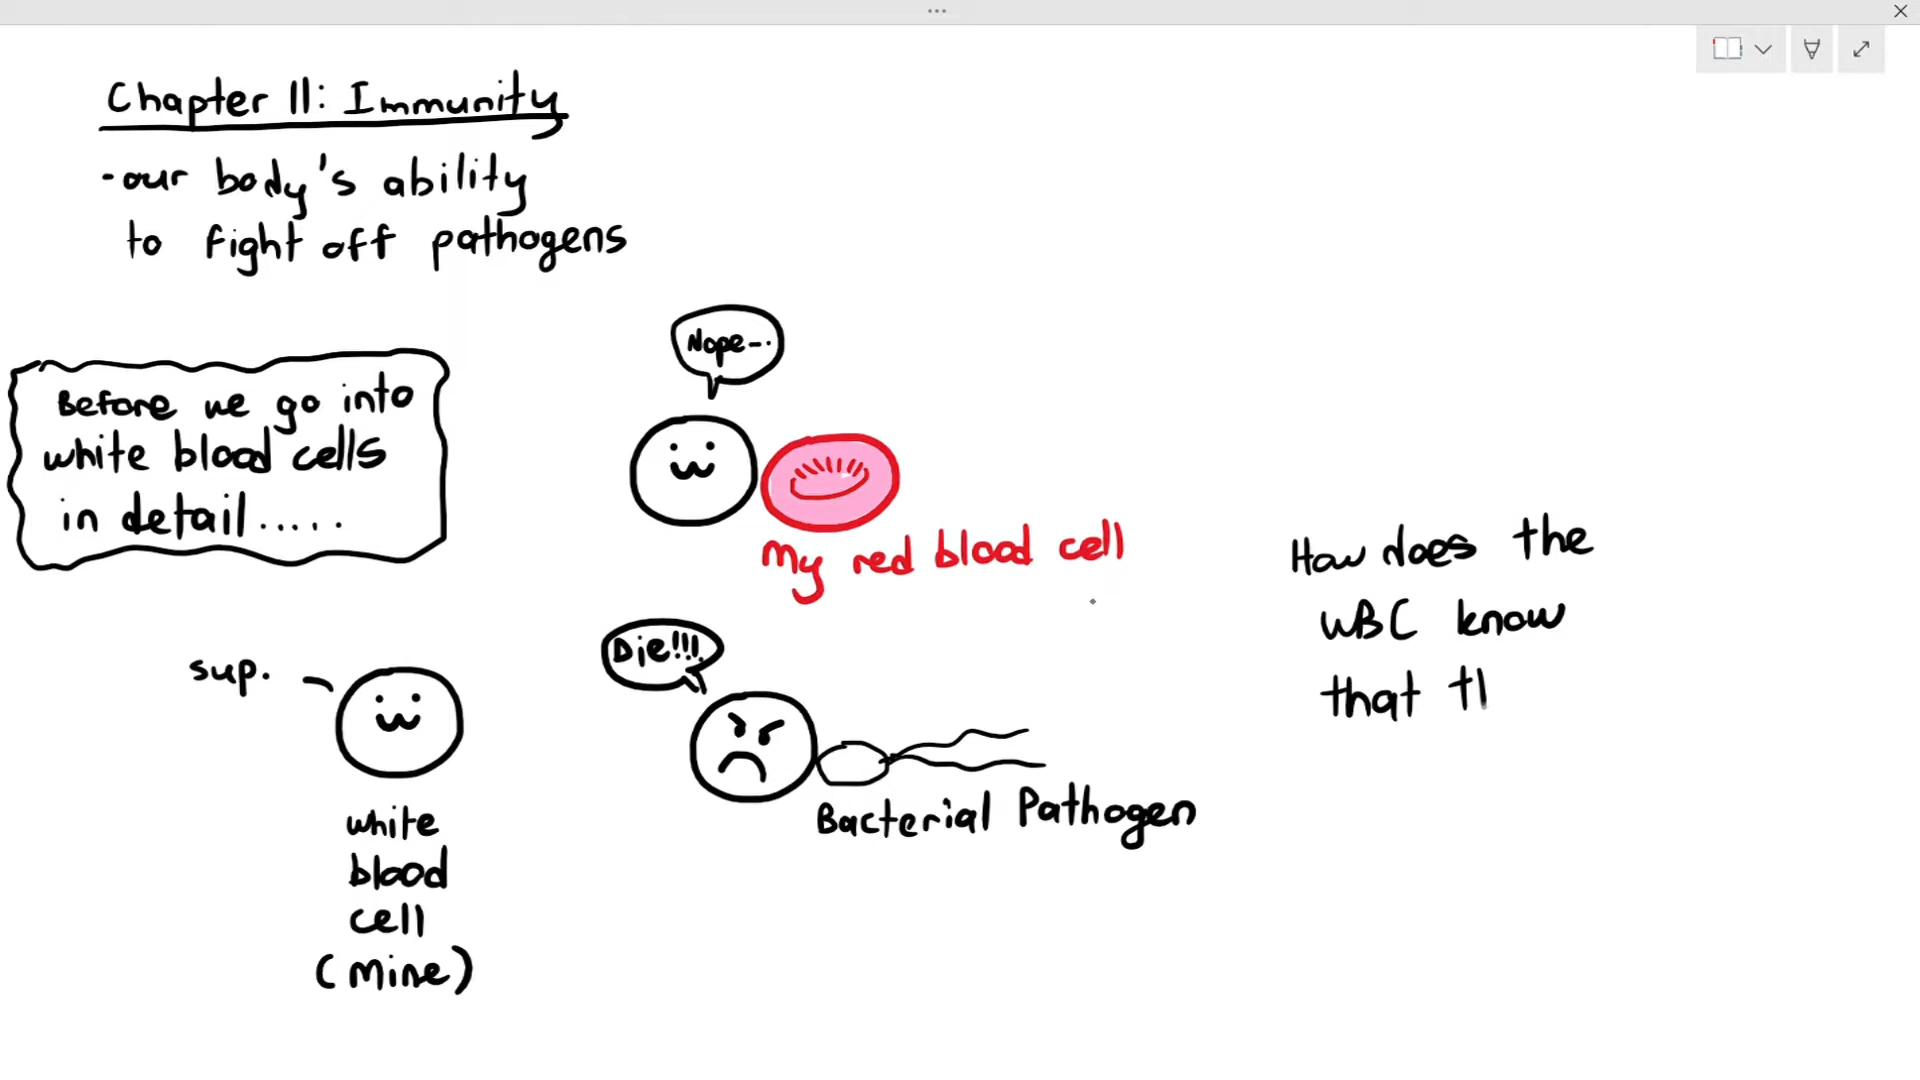 Chapter 11: Immunity
- our body's ability
to fight off pathogens
Before we go into
white blood cells
in detail.....
Nope...
My red blood cell
sup.
white
blood
cell
(mine)
Die!!!
Bacterial Pathogen
How does the
WBC know
that